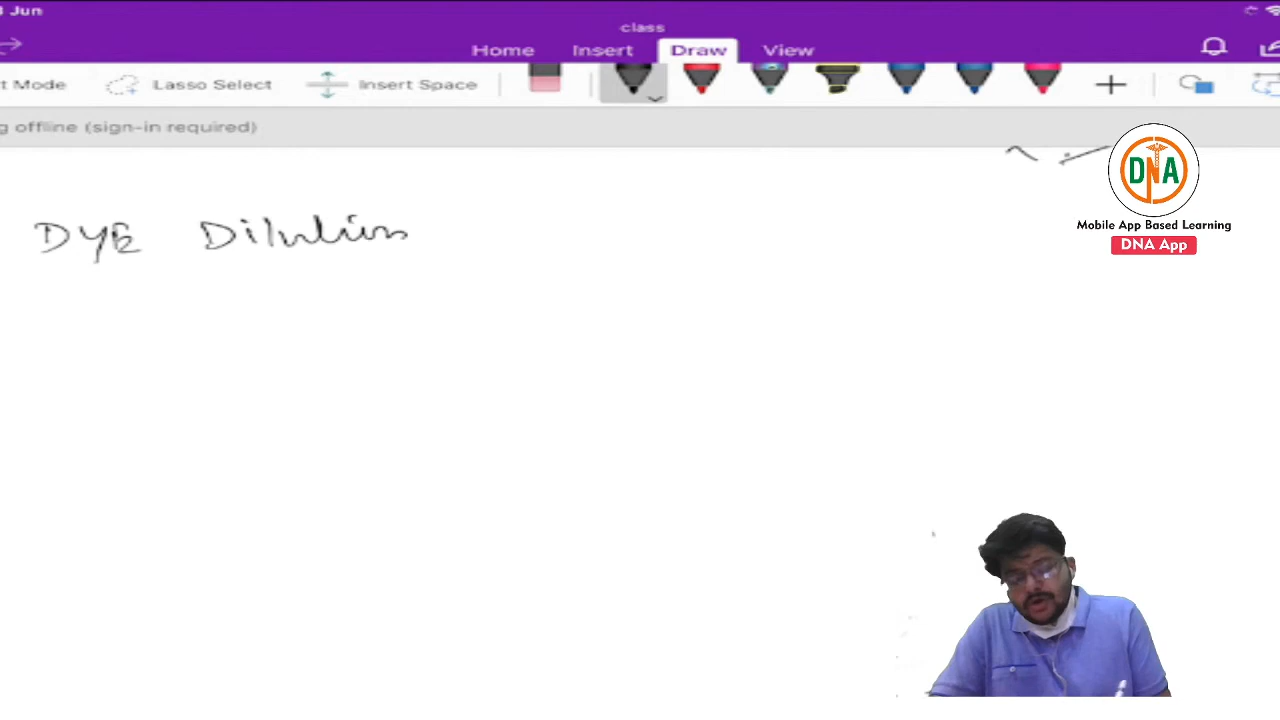 3 Jun
class
Home Insert Draw View
t Mode Lasso Select Insert Space
g offline (sign-in required)
DNA
Mobile App Based Learning
DNA App
DYE Dilution